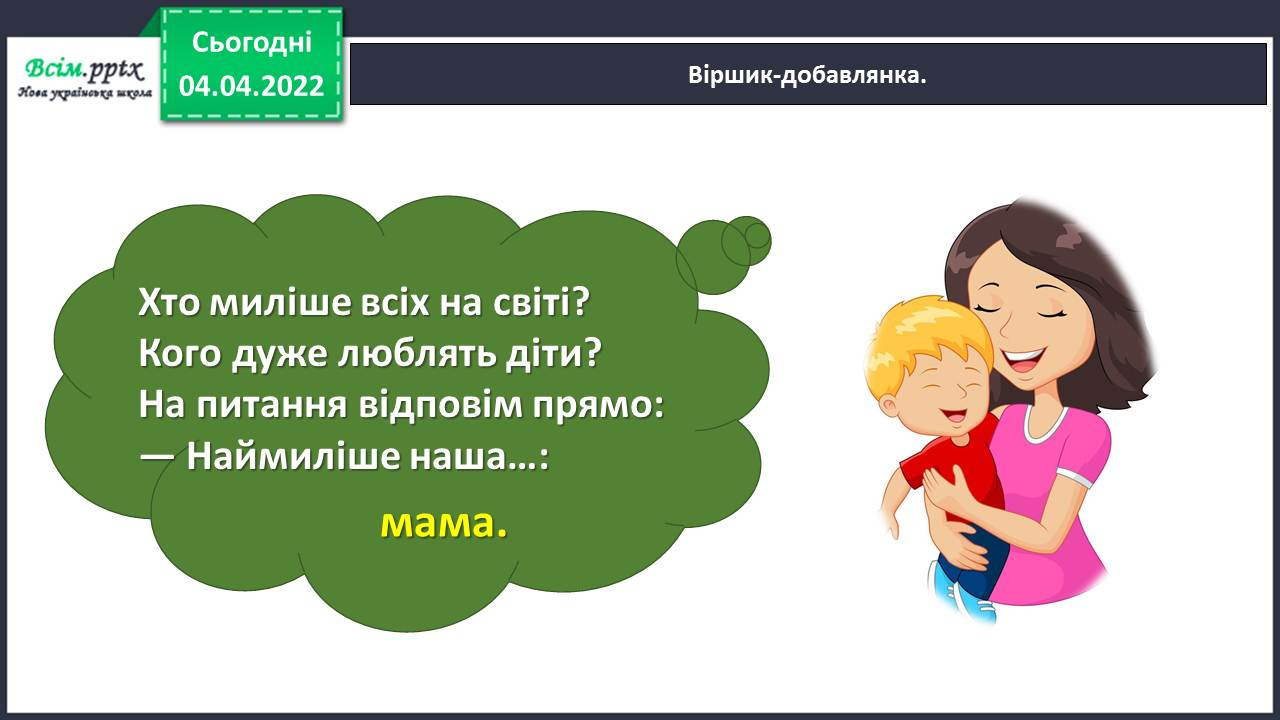 Всім.pptx
Нова українська школа
Сьогодні
04.04.2022
Віршик-добавлянка.
Хто миліше всіх на світі?
Кого дуже люблять діти?
На питання відповім прямо:
— Наймиліше наша...:
мама.